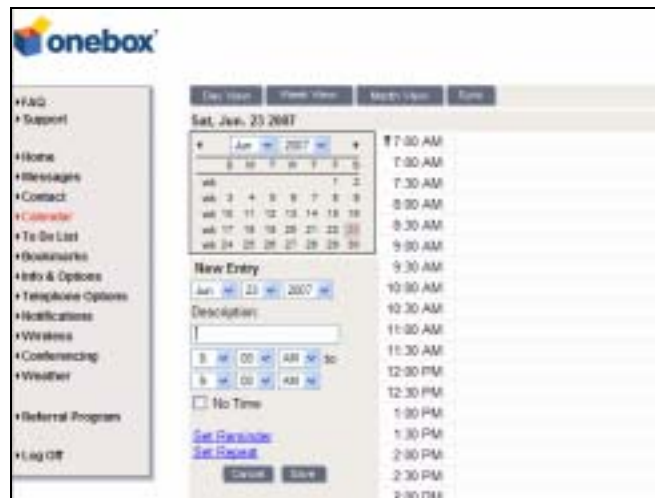 onebox
FAQ
Support
Home
Messages
Contact
Calendar
To Do List
Bookmarks
Info & Options
Telephone Options
Notifications
Wireless
Conferencing
Weather
Referral Program
Log Off
Day View Week View Month View Sync
Sat, Jun. 23 2007
Jun 2007
S M T W T F S
wk 1 2
wk 3 4 5 6 7 8 9
wk 10 11 12 13 14 15 16
wk 17 18 19 20 21 22 23
wk 24 25 26 27 28 29 30
New Entry
Jun 23 2007
Description:
00 AM to
00 AM
No Time
Set Reminder
Set Repeat
Cancel Save
7:00 AM
7:00 AM
7:30 AM
8:00 AM
8:30 AM
9:00 AM
9:30 AM
10:00 AM
10:30 AM
11:00 AM
11:30 AM
12:00 PM
12:30 PM
1:00 PM
1:30 PM
2:00 PM
2:30 PM